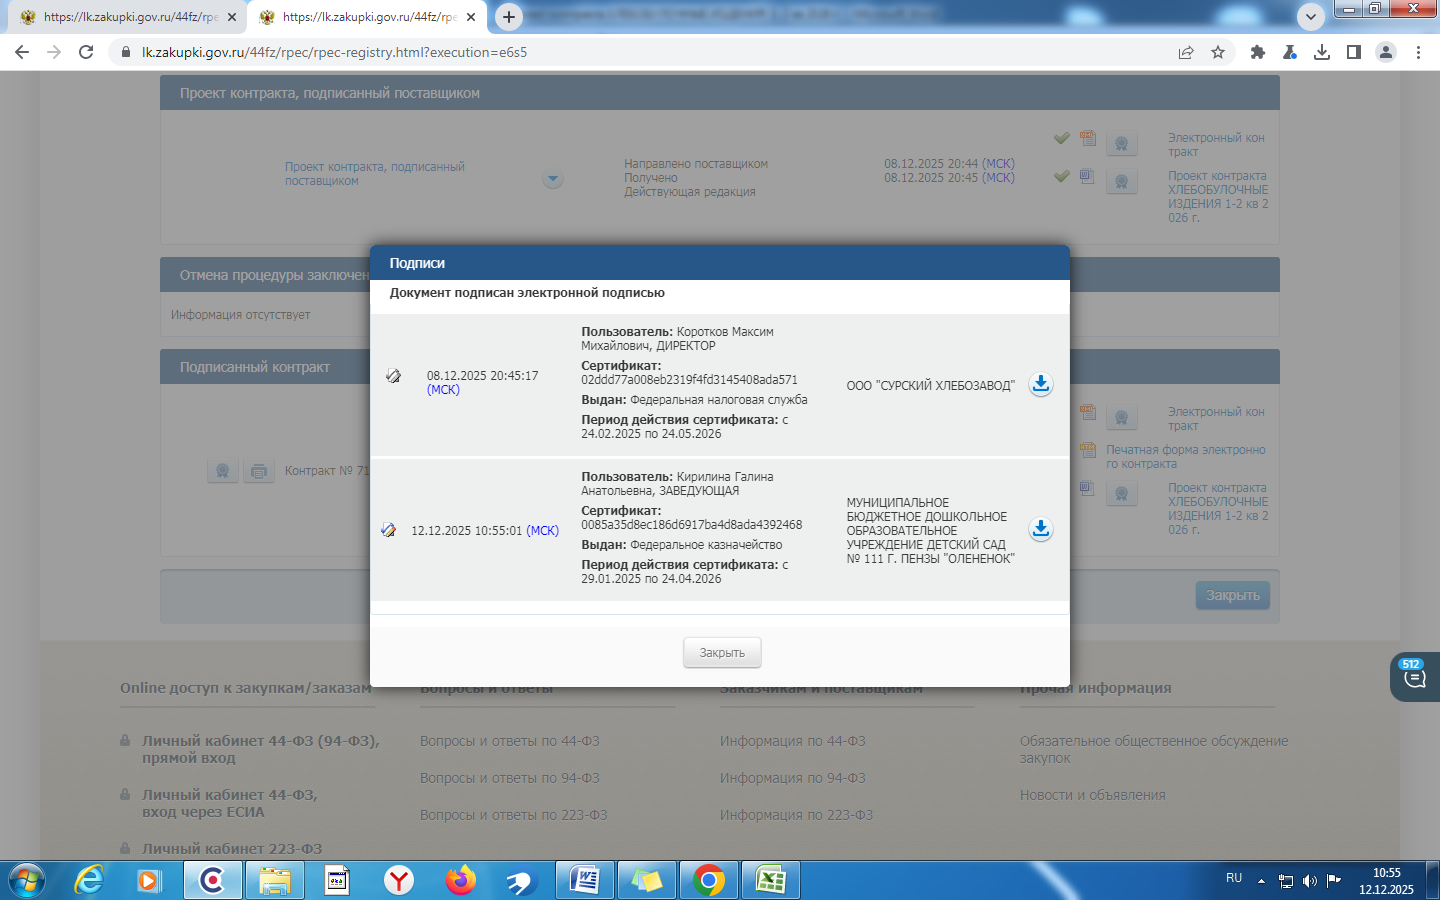 https://lk.zakupki.gov.ru/44fz/rpe
https://lk.zakupki.gov.ru/44fz/rpe
lk.zakupki.gov.ru/44fz/rpec/rpec-registry.html?execution=e6s5
Проект контракта, подписанный поставщиком
Проект контракта, подписанный
поставщиком
Направлено поставщиком
Получено
Действующая редакция
08.12.2025 20:44 (МСК)
08.12.2025 20:45 (МСК)
Электронный кон
тракт
Проект контракта
ХЛЕБОБУЛОЧНЫЕ
ИЗДЕНИЯ 1-2 кв 2
026 г.
Отмена процедуры заключен
Информация отсутствует
Подписанный контракт
Контракт № 71
Электронный кон
тракт
Печатная форма электронно
го контракта
Проект контракта
ХЛЕБОБУЛОЧНЫЕ
ИЗДЕНИЯ 1-2 кв 2
026 г.
Закрыть
Подписи
Документ подписан электронной подписью
08.12.2025 20:45:17
(МСК)
Пользователь: Коротков Максим
Михайлович, ДИРЕКТОР
Сертификат:
02ddd77a008eb2319f4fd3145408ada571
Выдан: Федеральная налоговая служба
Период действия сертификата: с
24.02.2025 по 24.05.2026
ООО "СУРСКИЙ ХЛЕБОЗАВОД"
12.12.2025 10:55:01 (МСК)
Пользователь: Кирилина Галина
Анатольевна, ЗАВЕДУЮЩАЯ
Сертификат:
0085a35d8ec186d6917ba4d8ada4392468
Выдан: Федеральное казначейство
Период действия сертификата: с
29.01.2025 по 24.04.2026
МУНИЦИПАЛЬНОЕ
БЮДЖЕТНОЕ ДОШКОЛЬНОЕ
ОБРАЗОВАТЕЛЬНОЕ
УЧРЕЖДЕНИЕ ДЕТСКИЙ САД
№ 111 Г. ПЕНЗЫ "ОЛЕНЕНОК"
Закрыть
512
Online доступ к закупкам/заказам
Вопросы и ответы
Заказчикам и поставщикам
Прочая информация
Личный кабинет 44-ФЗ (94-ФЗ),
прямой вход
Личный кабинет 44-ФЗ,
вход через ЕСИА
Личный кабинет 223-ФЗ
Вопросы и ответы по 44-ФЗ
Вопросы и ответы по 94-ФЗ
Вопросы и ответы по 223-ФЗ
Информация по 44-ФЗ
Информация по 94-ФЗ
Информация по 223-ФЗ
Обязательное общественное обсуждение
закупок
Новости и объявления
RU
10:55
12.12.2025